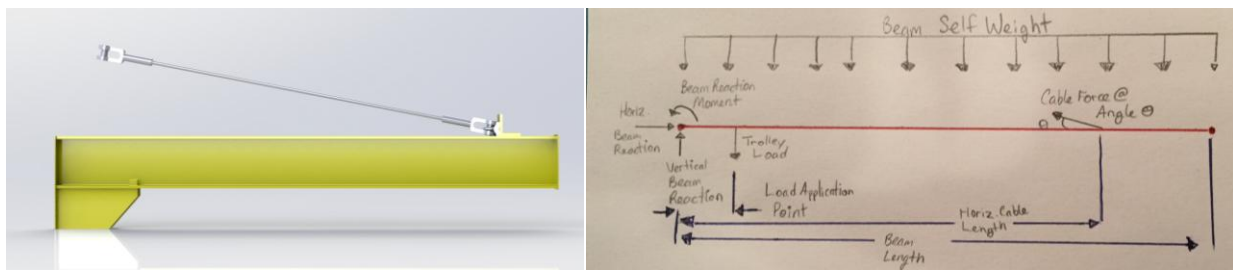 Beam Self Weight
Beam Reaction
Moment
Cable Force @
Angle Θ
Horiz.
Beam
Reaction
Θ
Trolley
Load
Vertical
Beam
Reaction
Load Application
Point
Horiz. Cable
Length
Beam
Length